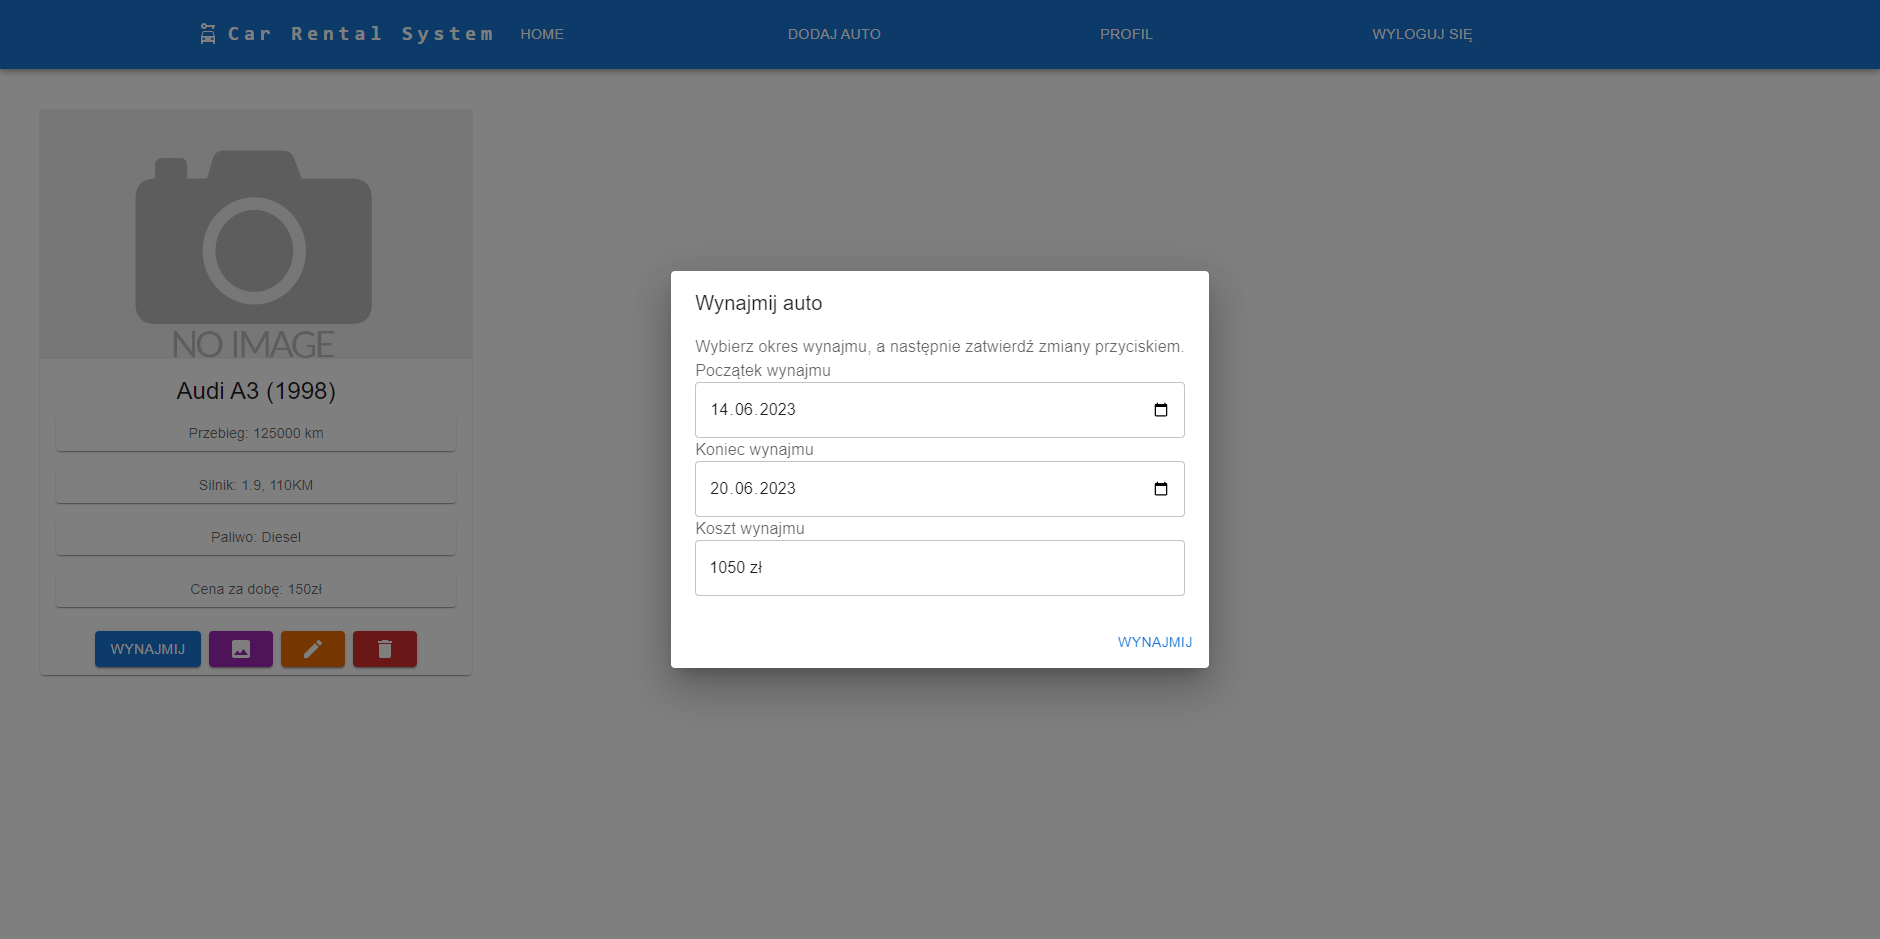 Car Rental System HOME DODAJ AUTO PROFIL WYLOGUJ SIĘ
NO IMAGE
Audi A3 (1998)
Przebieg: 125000 km
Silnik: 1.9, 110KM
Paliwo: Diesel
Cena za dobę: 150zł
WYNAJMIJ
Wynajmij auto
Wybierz okres wynajmu, a następnie zatwierdź zmiany przyciskiem.
Początek wynajmu
14.06.2023
Koniec wynajmu
20.06.2023
Koszt wynajmu
1050 zł
WYNAJMIJ